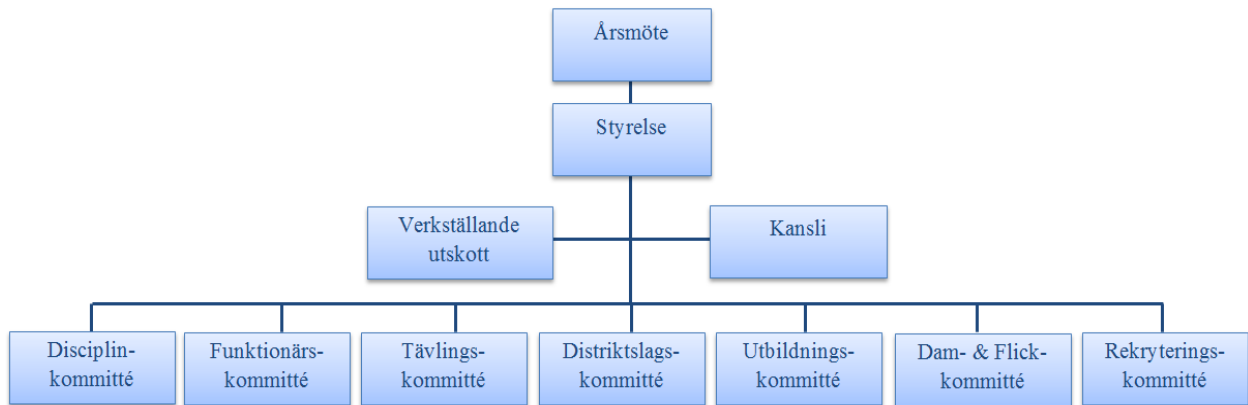 Årsmöte
Styrelse
Verkställande
utskott
Kansli
Disciplin-
kommitté
Funktionärs-
kommitté
Tävlings-
kommitté
Distriktslags-
kommitté
Utbildnings-
kommitté
Dam- & Flick-
kommitté
Rekryterings-
kommitté